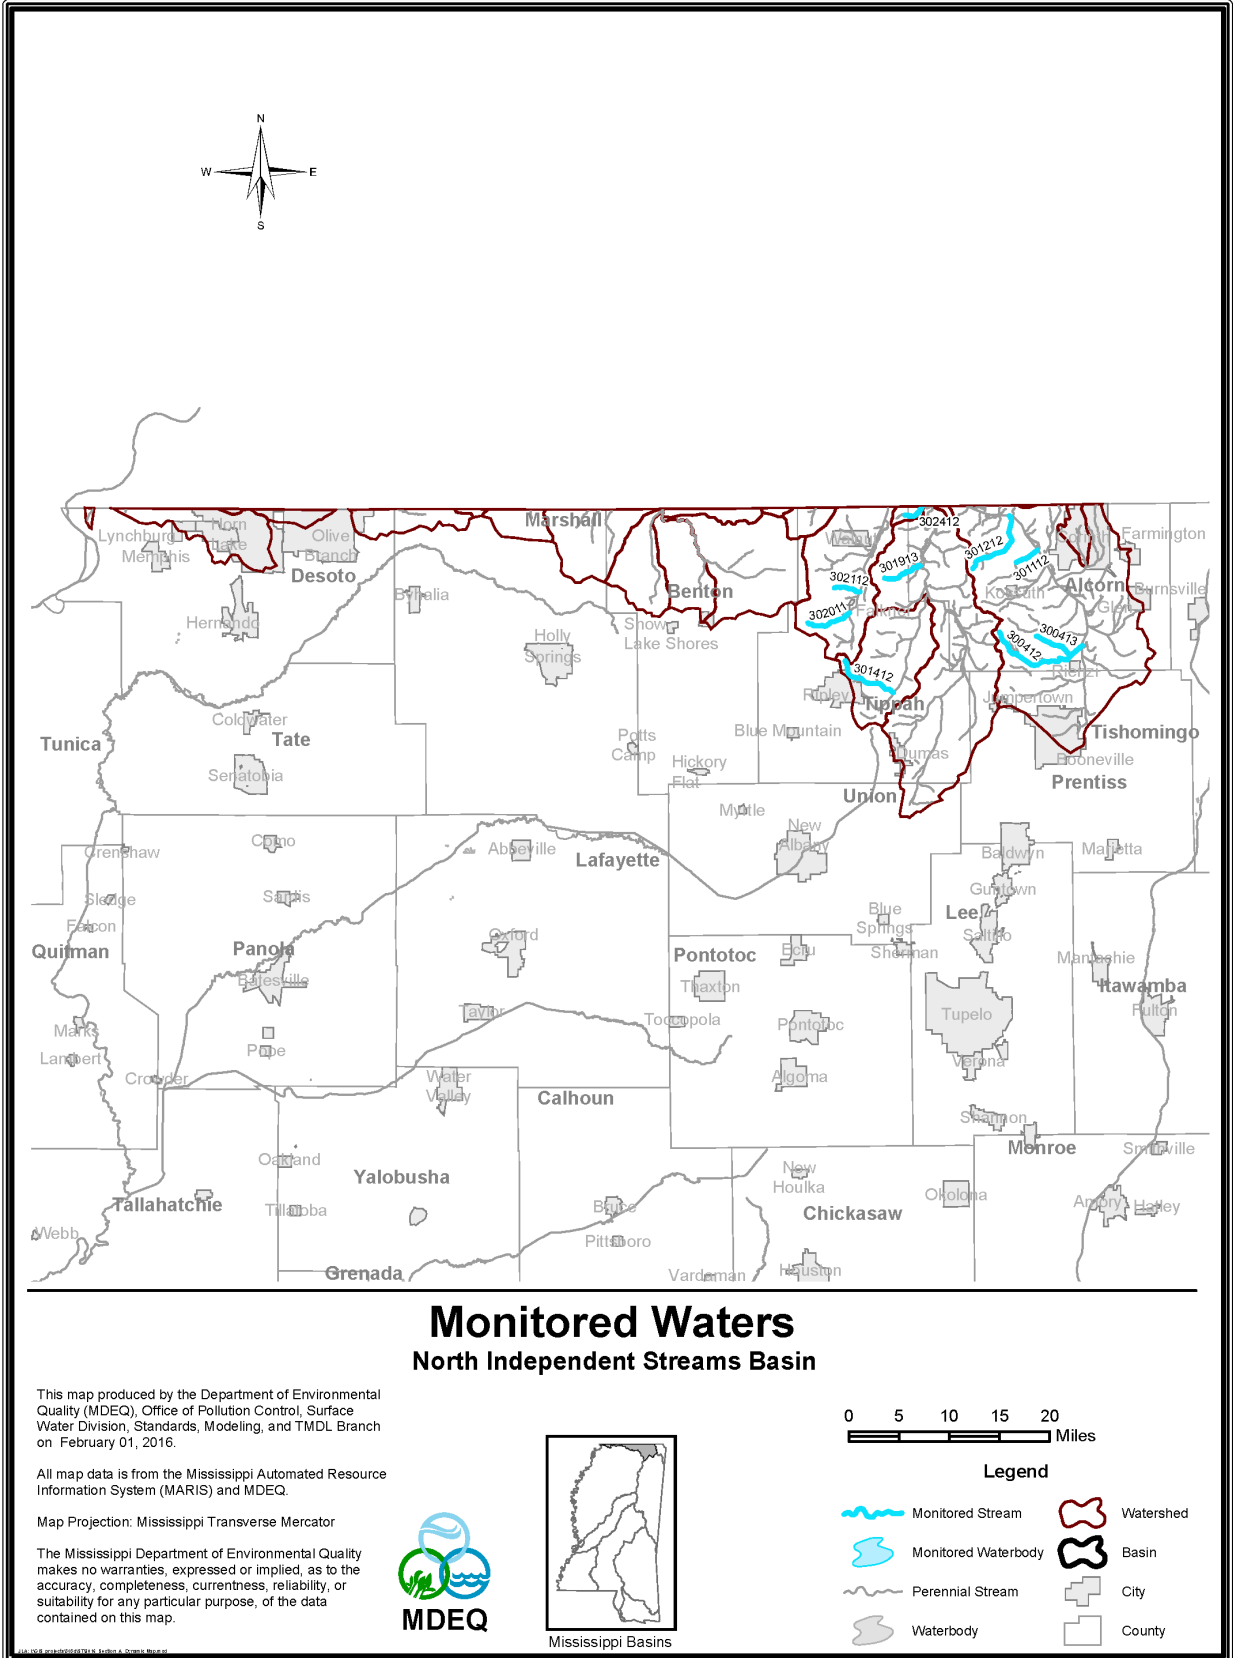 N
W
E
S
Lynchburg
Horn
Lake
Memphis
Olive
Branch
Desoto
Marshall
Benton
Walnut
302412
301913
301212
301112
302112
302011
Falkner
Kossuth
Corinth
Farmington
Alcorn
Glen
Burnsville
300413
300412
Rienzi
301412
Ripley
Tippah
Jumpertown
Hernando
Byhalia
Holly
Springs
Snow
Lake Shores
Coldwater
Tate
Tunica
Senatobia
Potts
Camp
Hickory
Flat
Blue Mountain
Dumas
Tishomingo
Booneville
Prentiss
Union
Myrtle
New
Albany
Crenshaw
Como
Abbeville
Lafayette
Baldwyn
Marietta
Sledge
Sardis
Guntown
Falcon
Blue
Springs
Lee
Saltillo
Quitman
Panola
Oxford
Pontotoc
Ecru
Sherman
Mantachie
Batesville
Thaxton
Itawamba
Fulton
Tupelo
Marks
Taylor
Toccopola
Pontotoc
Lambert
Pope
Verona
Crowder
Water
Valley
Algoma
Calhoun
Shannon
Monroe
Smithville
Oakland
Yalobusha
New
Houlka
Okolona
Tallahatchie
Tillatoba
Bruce
Chickasaw
Amory
Hatley
Webb
Pittsboro
Grenada
Vardaman
Houston
Monitored Waters
North Independent Streams Basin
This map produced by the Department of Environmental
Quality (MDEQ), Office of Pollution Control, Surface
Water Division, Standards, Modeling, and TMDL Branch
on February 01, 2016.
All map data is from the Mississippi Automated Resource
Information System (MARIS) and MDEQ.
Map Projection: Mississippi Transverse Mercator
The Mississippi Department of Environmental Quality
makes no warranties, expressed or implied, as to the
accuracy, completeness, currentness, reliability, or
suitability for any particular purpose, of the data
contained on this map.
MDEQ
Mississippi Basins
0 5 10 15 20
Miles
Legend
Monitored Stream
Watershed
Monitored Waterbody
Basin
Perennial Stream
City
Waterbody
County